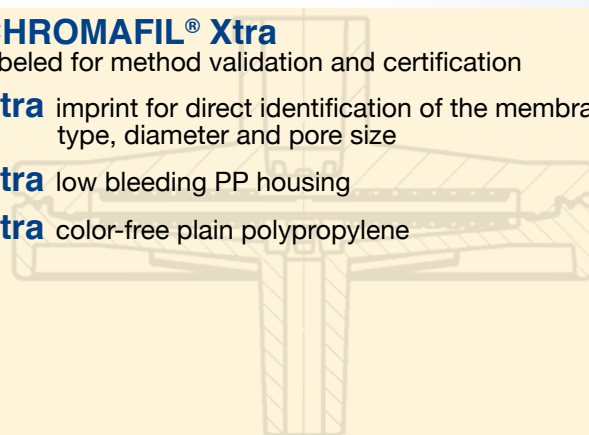 CHROMAFIL® Xtra
beled for method validation and certification
tra imprint for direct identification of the membra
type, diameter and pore size
tra low bleeding PP housing
tra color-free plain polypropylene